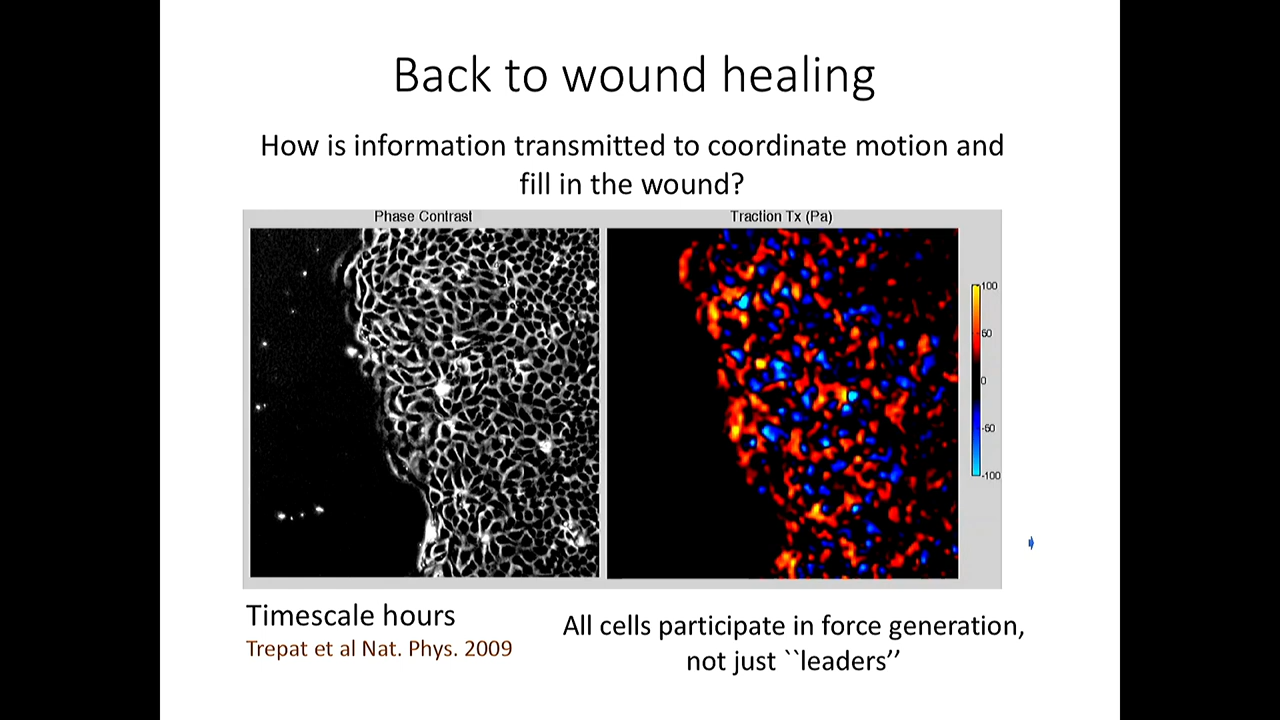 Back to wound healing
How is information transmitted to coordinate motion and
fill in the wound?
Phase Contrast
Traction Tx (Pa)
100
50
0
-50
-100
Timescale hours
Trepat et al Nat. Phys. 2009
All cells participate in force generation,
not just ``leaders’’